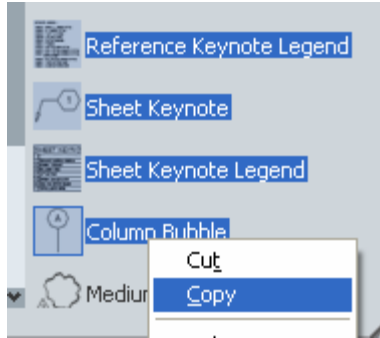 Reference Keynote Legend
Sheet Keynote
Sheet Keynote Legend
Column Bubble
Cut
Copy